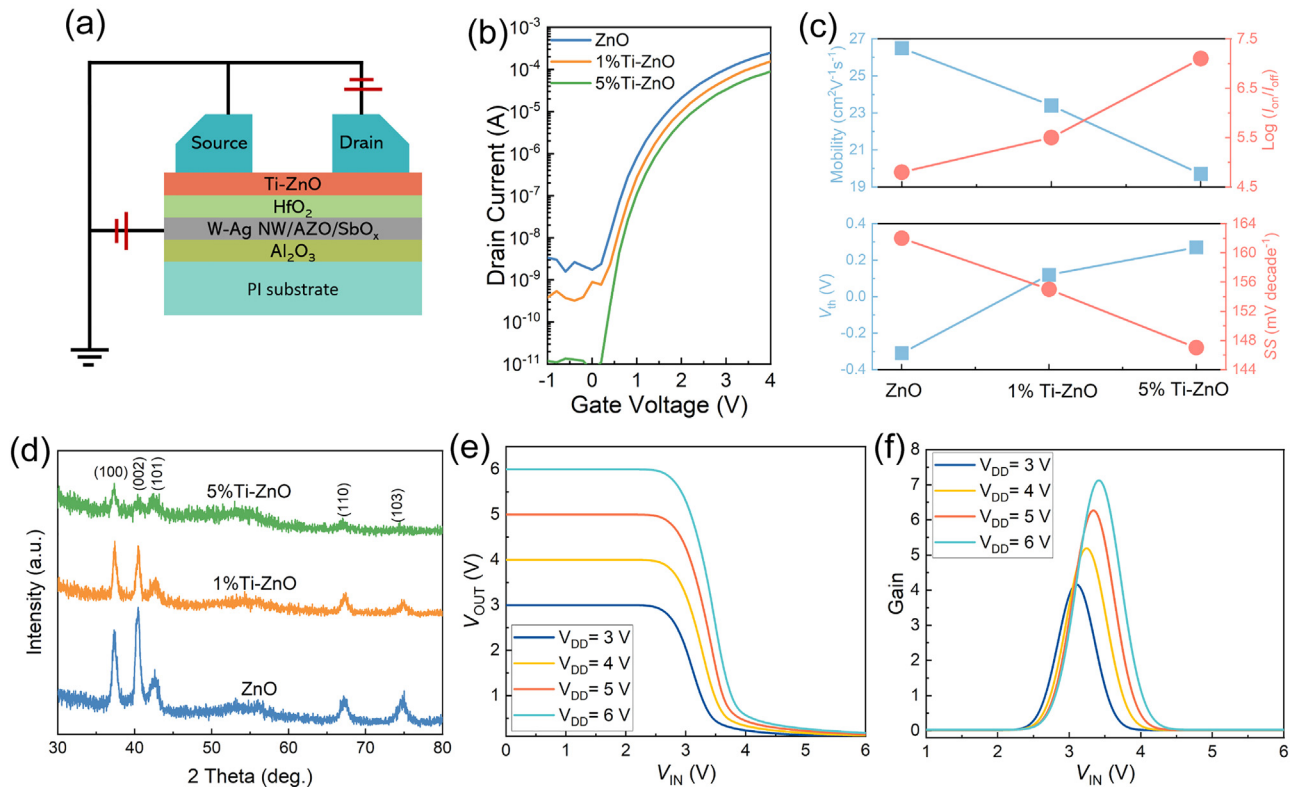 (a)
Source
Drain
Ti-ZnO
HfO₂
W-Ag NW/AZO/SbOₓ
Al₂O₃
PI substrate
(b)
Drain Current (A)
10⁻³
10⁻⁴
10⁻⁵
10⁻⁶
10⁻⁷
10⁻⁸
10⁻⁹
10⁻¹⁰
10⁻¹¹
ZnO
1%Ti-ZnO
5%Ti-ZnO
-1 0 1 2 3 4
Gate Voltage (V)
(c)
Mobility (cm²V⁻¹s⁻¹)
27
25
23
21
19
7.5
6.5
5.5
4.5
Log (Ion/Ioff)
Vth (V)
0.4
0.2
0.0
-0.2
-0.4
164
160
156
152
148
144
SS (mV decade⁻¹)
ZnO 1% Ti-ZnO 5% Ti-ZnO
(d)
Intensity (a.u.)
(100) (002) (101) (110) (103)
5%Ti-ZnO
1%Ti-ZnO
ZnO
30 40 50 60 70 80
2 Theta (deg.)
(e)
VOUT (V)
6
5
4
3
2
1
VDD= 3 V
VDD= 4 V
VDD= 5 V
VDD= 6 V
0 1 2 3 4 5 6
VIN (V)
(f)
Gain
8
7
6
5
4
3
2
1
0
VDD= 3 V
VDD= 4 V
VDD= 5 V
VDD= 6 V
1 2 3 4 5 6
VIN (V)